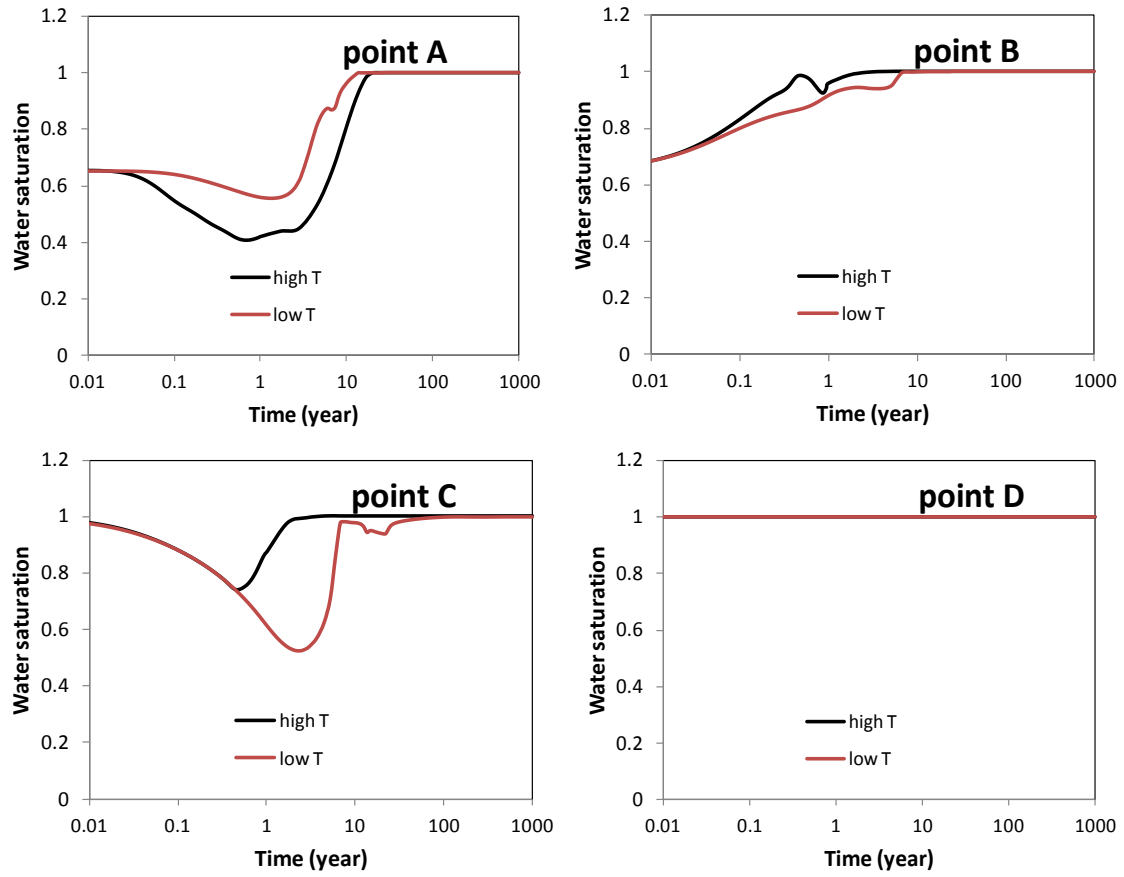 point A
Water saturation
1.2
1
0.8
0.6
0.4
0.2
0
high T
low T
0.01 0.1 1 10 100 1000
Time (year)
point B
Water saturation
1.2
1
0.8
0.6
0.4
0.2
0
high T
low T
0.01 0.1 1 10 100 1000
Time (year)
point C
Water saturation
1.2
1
0.8
0.6
0.4
0.2
0
high T
low T
0.01 0.1 1 10 100 1000
Time (year)
point D
Water saturation
1.2
1
0.8
0.6
0.4
0.2
0
high T
low T
0.01 0.1 1 10 100 1000
Time (year)